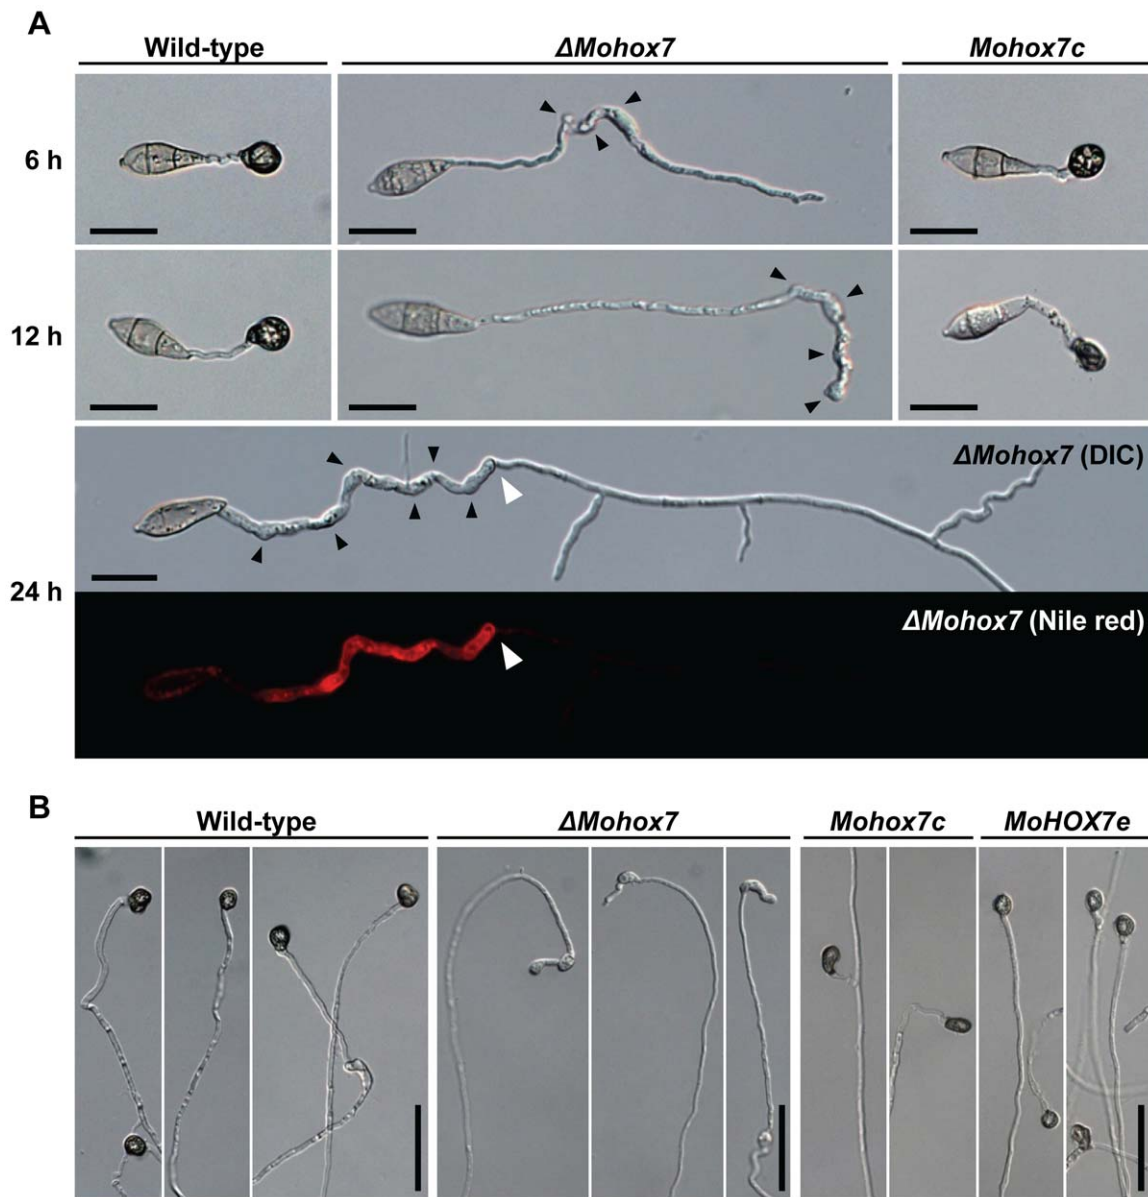 A
Wild-type ΔMohox7 Mohox7c
6 h
12 h
ΔMohox7 (DIC)
24 h
ΔMohox7 (Nile red)
B
Wild-type ΔMohox7 Mohox7c MoHOX7e